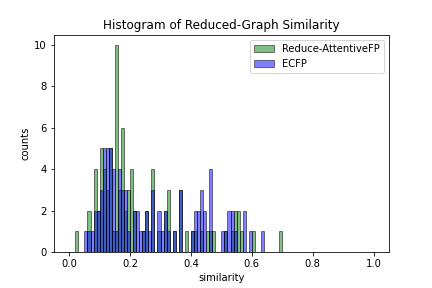 Histogram of Reduced-Graph Similarity
Reduce-AttentiveFP
ECFP
counts
10
8
6
4
2
0
0.0 0.2 0.4 0.6 0.8 1.0
similarity